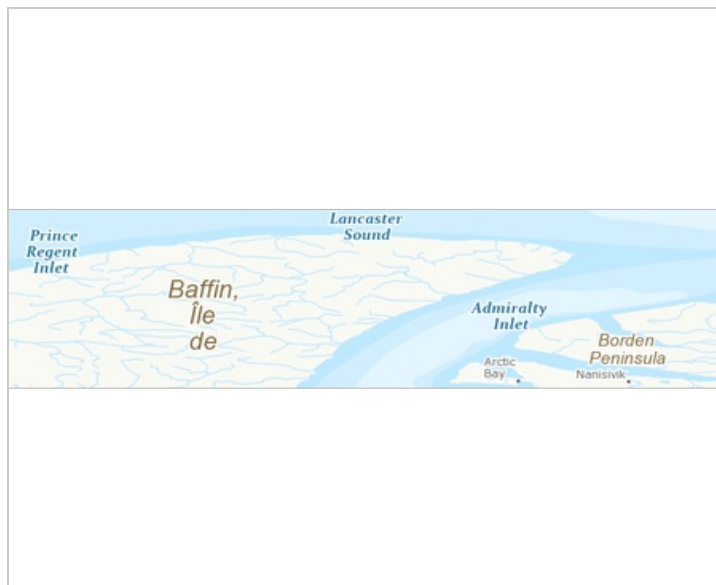 Lancaster
Sound
Prince
Regent
Inlet
Baffin,
Île
de
Admiralty
Inlet
Borden
Peninsula
Arctic
Bay
Nanisivik